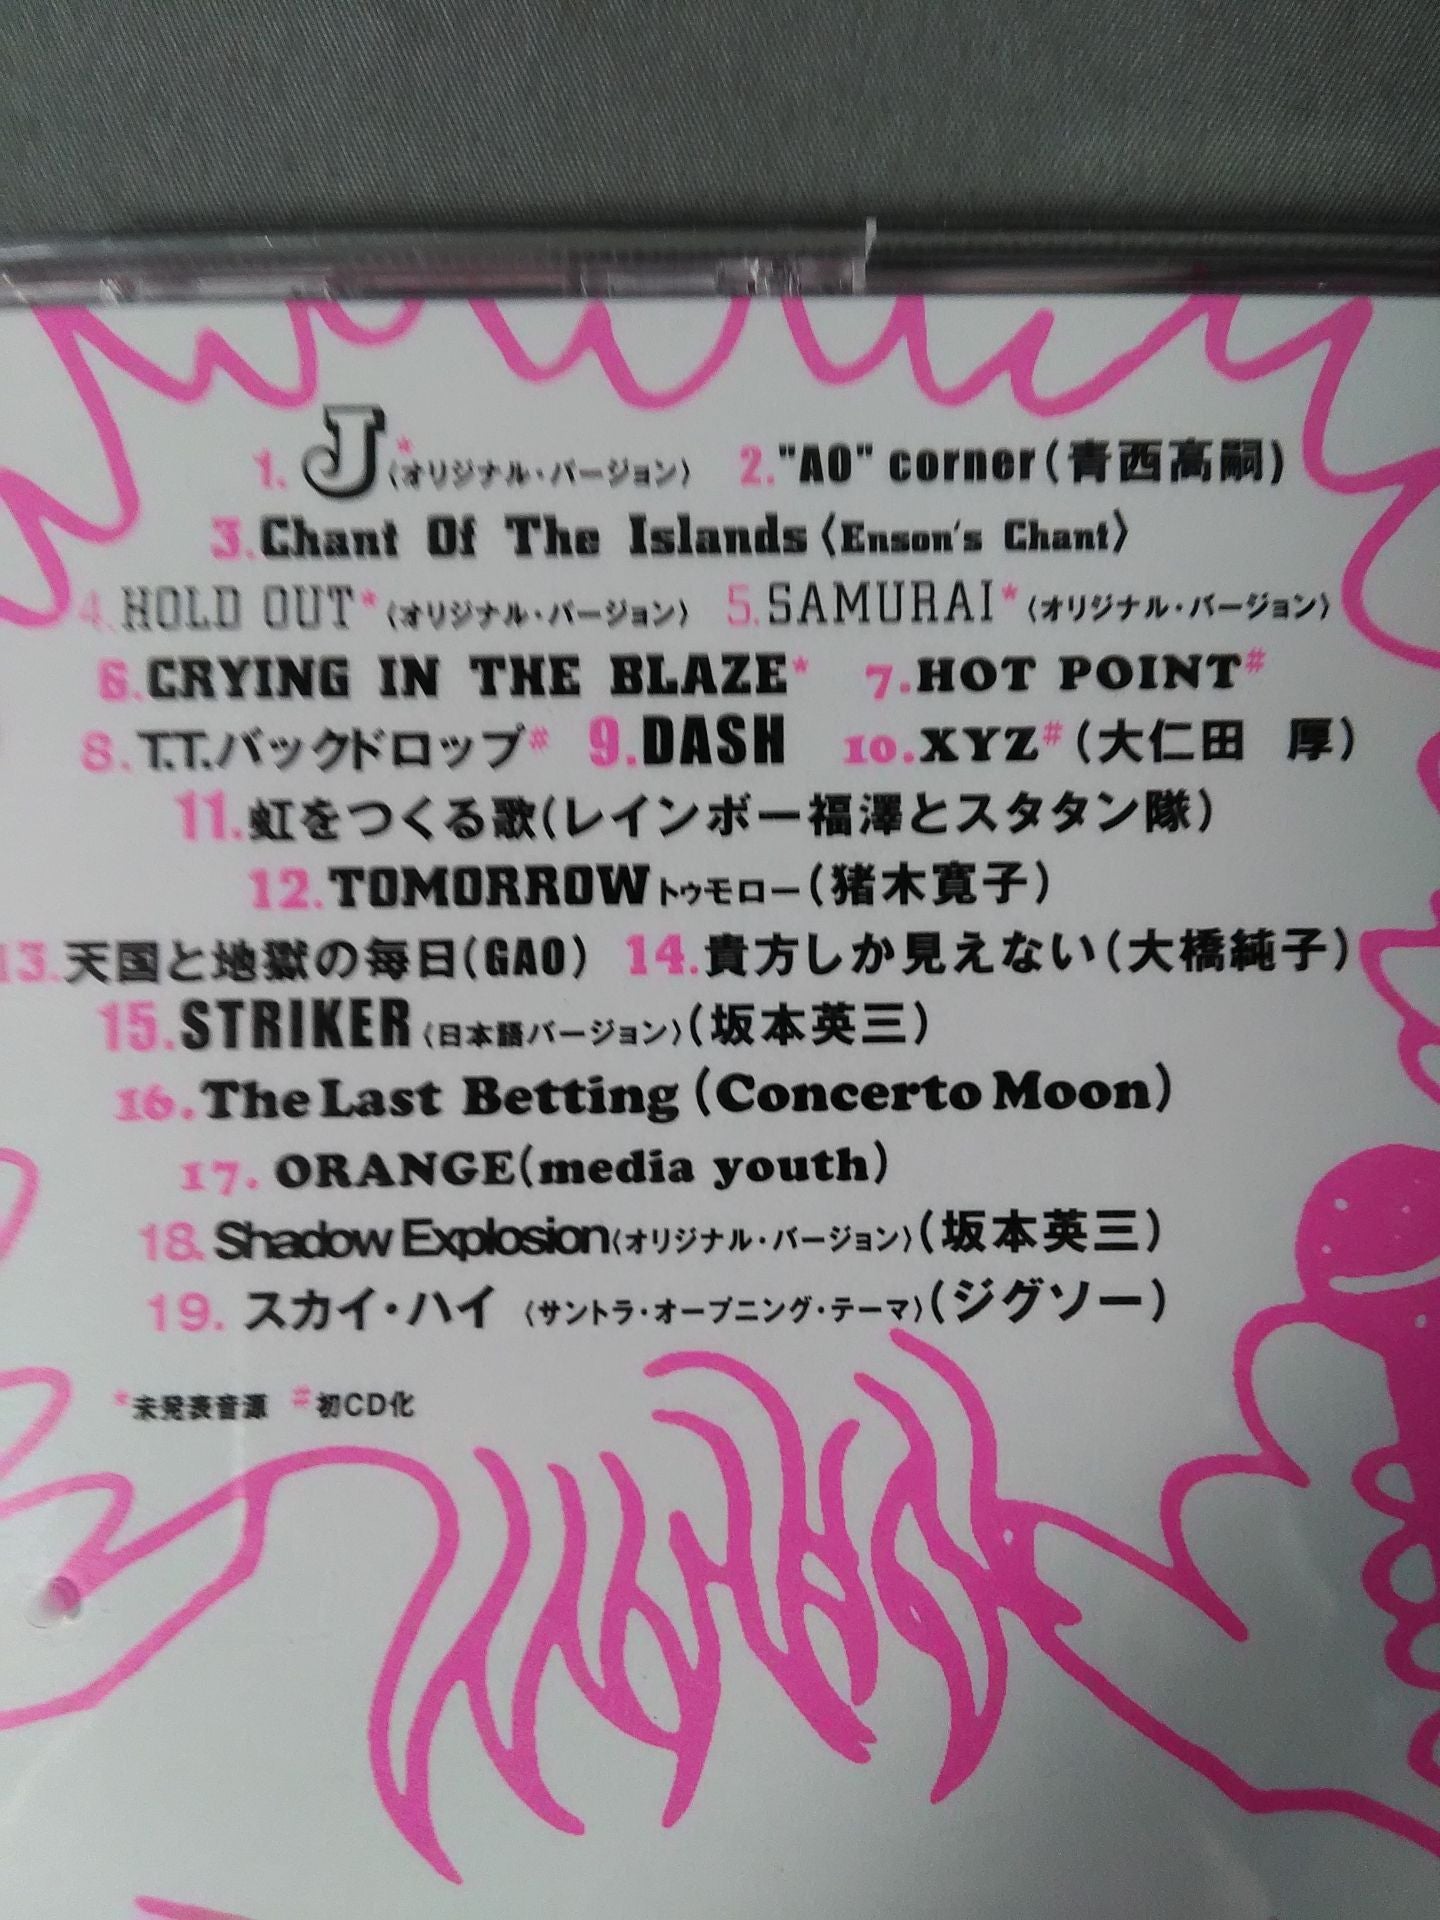 1. J*〈オリジナル・バージョン〉 2."AO" corner(青西高嗣)
3.Chant Of The Islands〈Enson's Chant〉
4.HOLD OUT*〈オリジナル・バージョン〉 5.SAMURAI*〈オリジナル・バージョン〉
6.CRYING IN THE BLAZE* 7.HOT POINT#
8.T.T.バックドロップ# 9.DASH 10.XYZ#(大仁田 厚)
11.虹をつくる歌(レインボー福澤とスタタン隊)
12.TOMORROWトゥモロー(猪木寛子)
13.天国と地獄の毎日(GAO) 14.貴方しか見えない(大橋純子)
15.STRIKER〈日本語バージョン〉(坂本英三)
16.The Last Betting(Concerto Moon)
17. ORANGE(media youth)
18. Shadow Explosion〈オリジナル・バージョン〉(坂本英三)
19. スカイ・ハイ〈サントラ・オープニング・テーマ〉(ジグソー)
*未発表音源 #初CD化